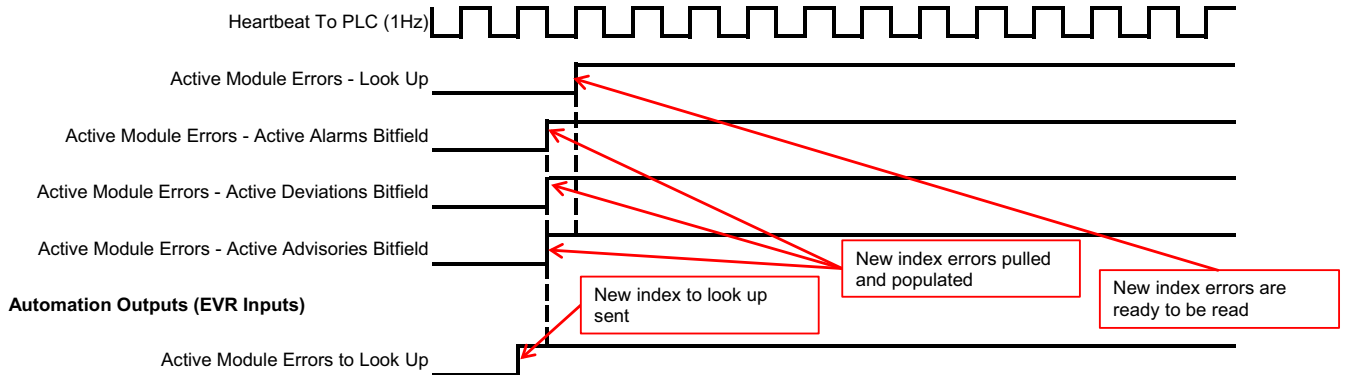 Heartbeat To PLC (1Hz)
Active Module Errors - Look Up
Active Module Errors - Active Alarms Bitfield
Active Module Errors - Active Deviations Bitfield
Active Module Errors - Active Advisories Bitfield
New index errors pulled
and populated
New index errors are
ready to be read
New index to look up
sent
Automation Outputs (EVR Inputs)
Active Module Errors to Look Up